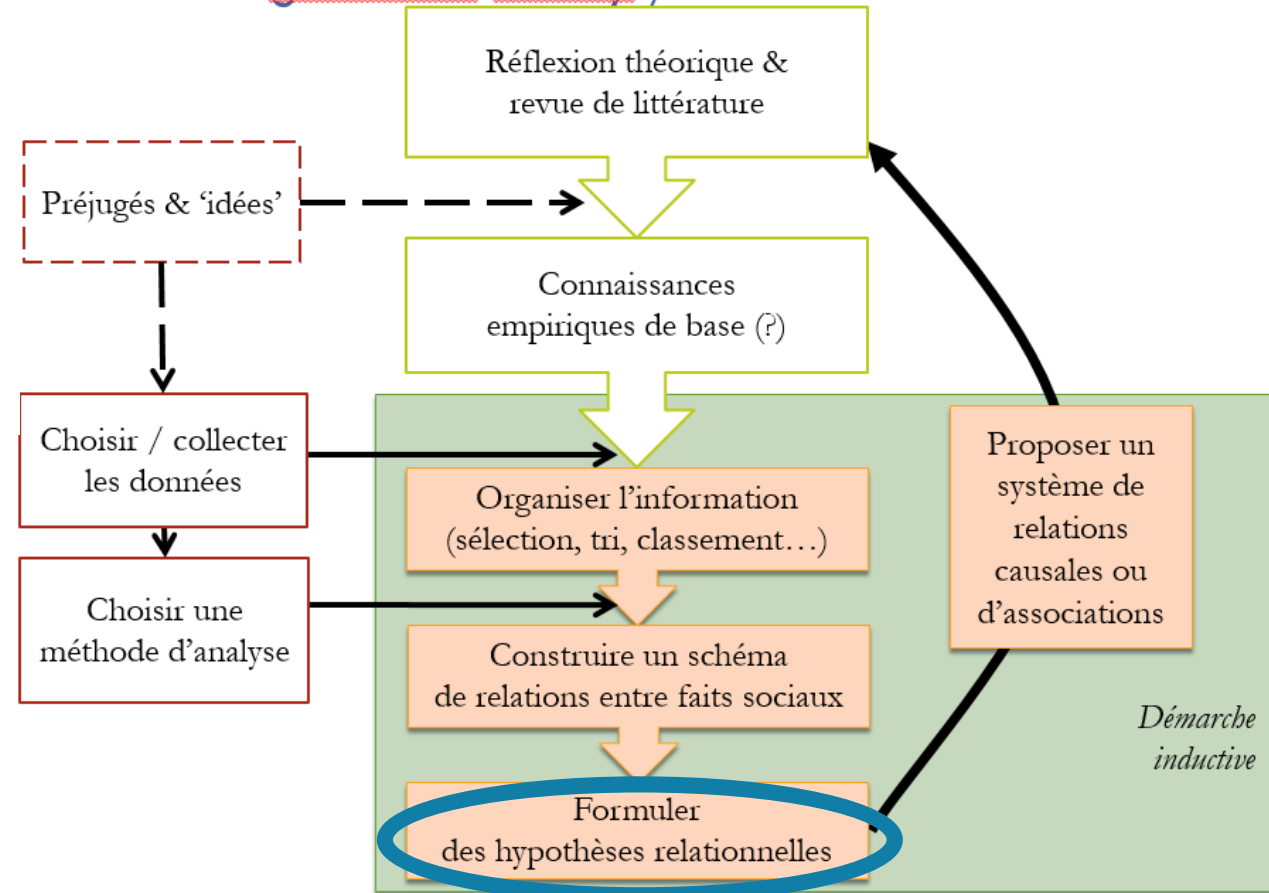 Réflexion théorique &
revue de littérature
Préjugés & ‘idées’
Connaissances
empiriques de base (?)
Choisir / collecter
les données
Organiser l’information
(sélection, tri, classement…)
Choisir une
méthode d’analyse
Construire un schéma
de relations entre faits sociaux
Formuler
des hypothèses relationnelles
Proposer un
système de
relations
causales ou
d’associations
Démarche
inductive